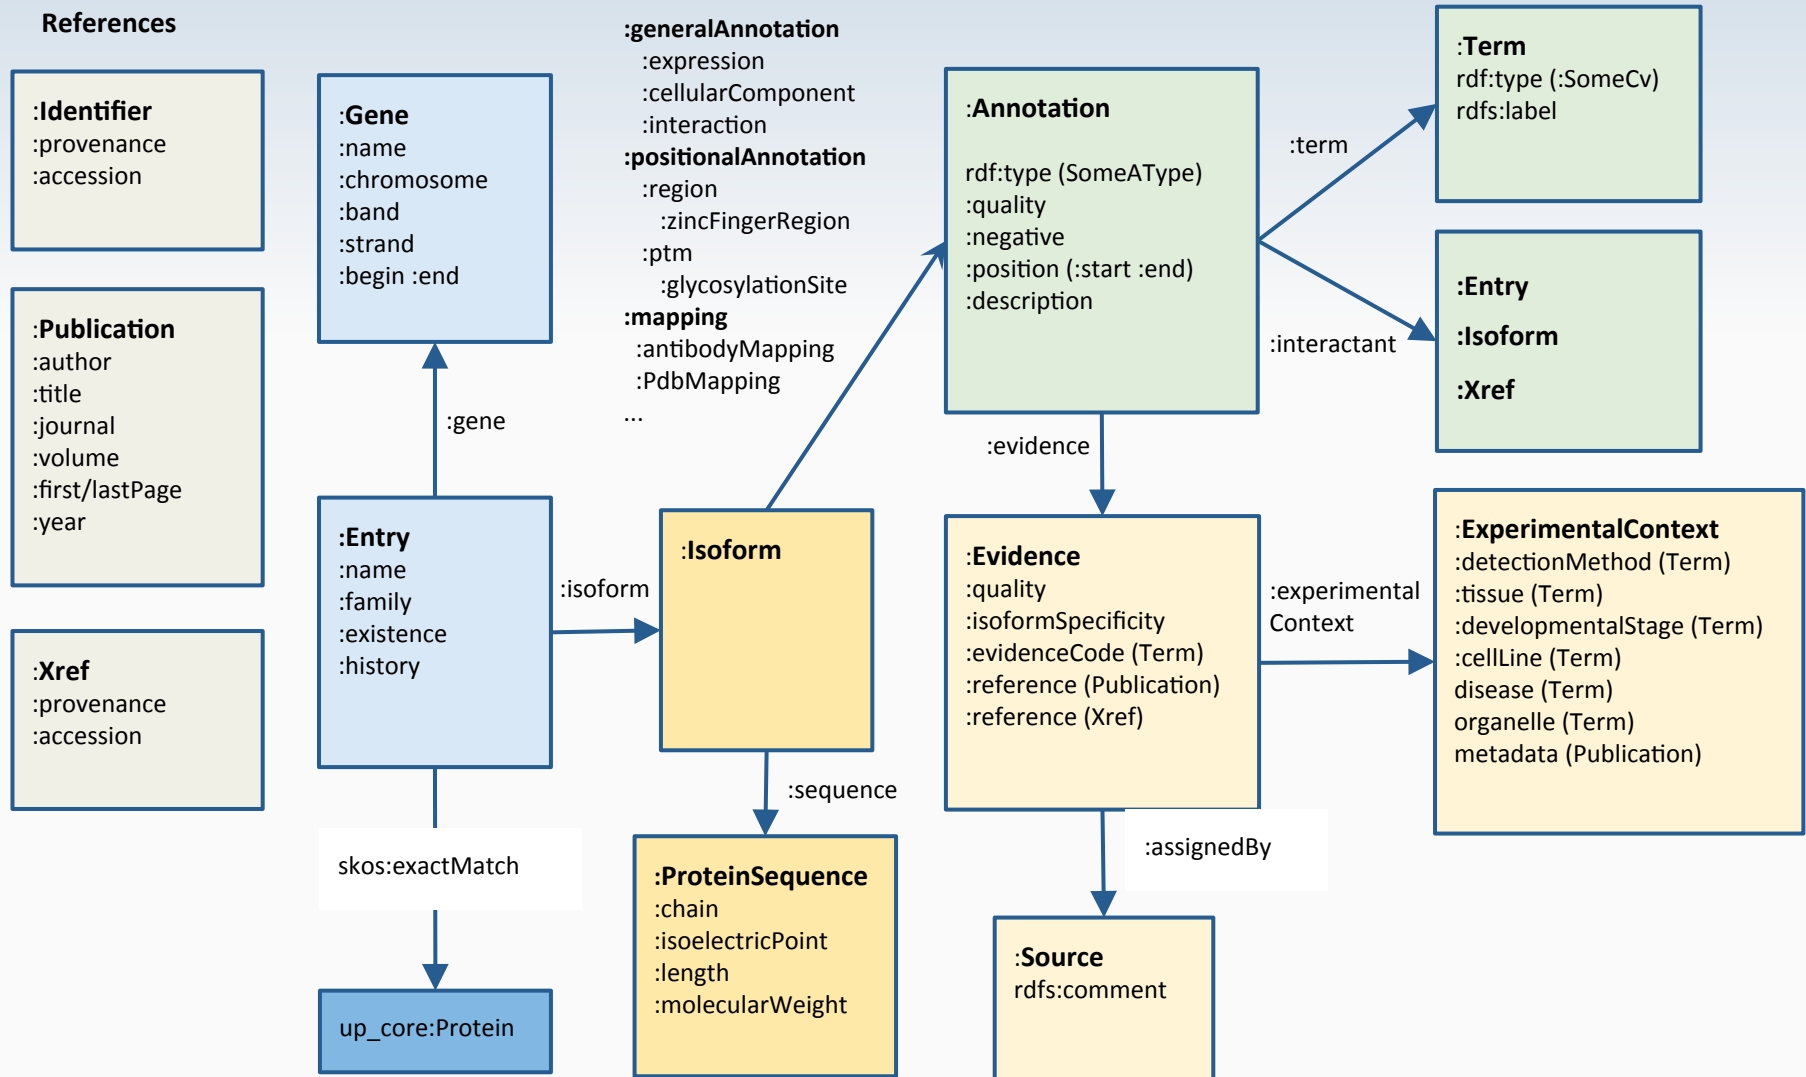 References
:Identifier
:provenance
:accession
:Publication
:author
:title
:journal
:volume
:first/lastPage
:year
:Xref
:provenance
:accession
:Gene
:name
:chromosome
:band
:strand
:begin :end
:gene
:Entry
:name
:family
:existence
:history
skos:exactMatch
up_core:Protein
:isoform
:generalAnnotation
:expression
:cellularComponent
:interaction
:positionalAnnotation
:region
:zincFingerRegion
:ptm
:glycosylationSite
:mapping
:antibodyMapping
:PdbMapping
...
:Isoform
:sequence
:ProteinSequence
:chain
:isoelectricPoint
:length
:molecularWeight
:Annotation
rdf:type (SomeAType)
:quality
:negative
:position (:start :end)
:description
:evidence
:Evidence
:quality
:isoformSpecificity
:evidenceCode (Term)
:reference (Publication)
:reference (Xref)
:assignedBy
:Source
rdfs:comment
:term
:interactant
:experimental
Context
:Term
rdf:type (:SomeCv)
rdfs:label
:Entry
:Isoform
:Xref
:ExperimentalContext
:detectionMethod (Term)
:tissue (Term)
:developmentalStage (Term)
:cellLine (Term)
disease (Term)
organelle (Term)
metadata (Publication)